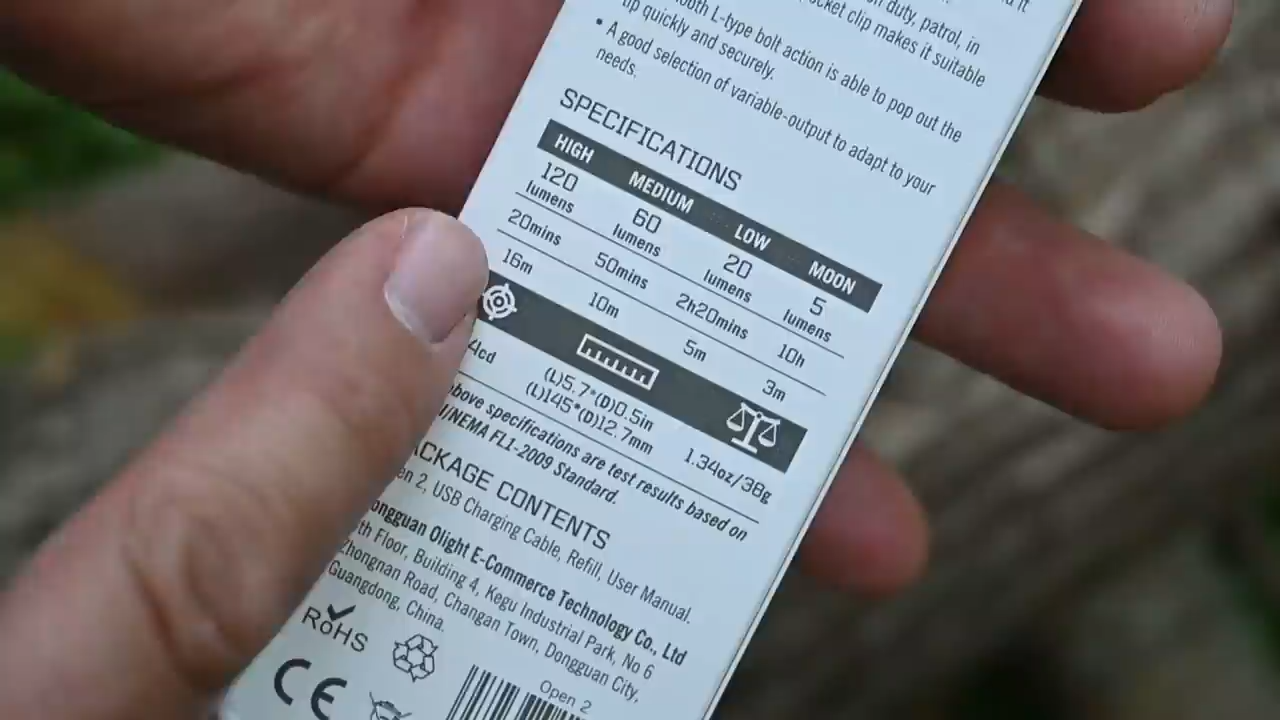 duty, patrol, in
clip makes it suitable
L-type bolt action is able to pop out the
quickly and securely.
• A good selection of variable-output to adapt to your
needs.
SPECIFICATIONS
HIGH MEDIUM LOW MOON
120 lumens 60 lumens 20 lumens 5 lumens
20mins 50mins 2h20mins 10h
16m 10m 5m 3m
4cd (L)5.7*(D)0.5in 1.34oz/38g
(L)145*(D)12.7mm
above specifications are test results based on
/NEMA FL1-2009 Standard.
ACKAGE CONTENTS
en 2, USB Charging Cable, Refill, User Manual.
ongguan Olight E-Commerce Technology Co., Ltd
th Floor, Building 4, Kegu Industrial Park, No 6
Zhongnan Road, Changan Town, Dongguan City,
Guangdong, China.
RoHS
CE
Open 2